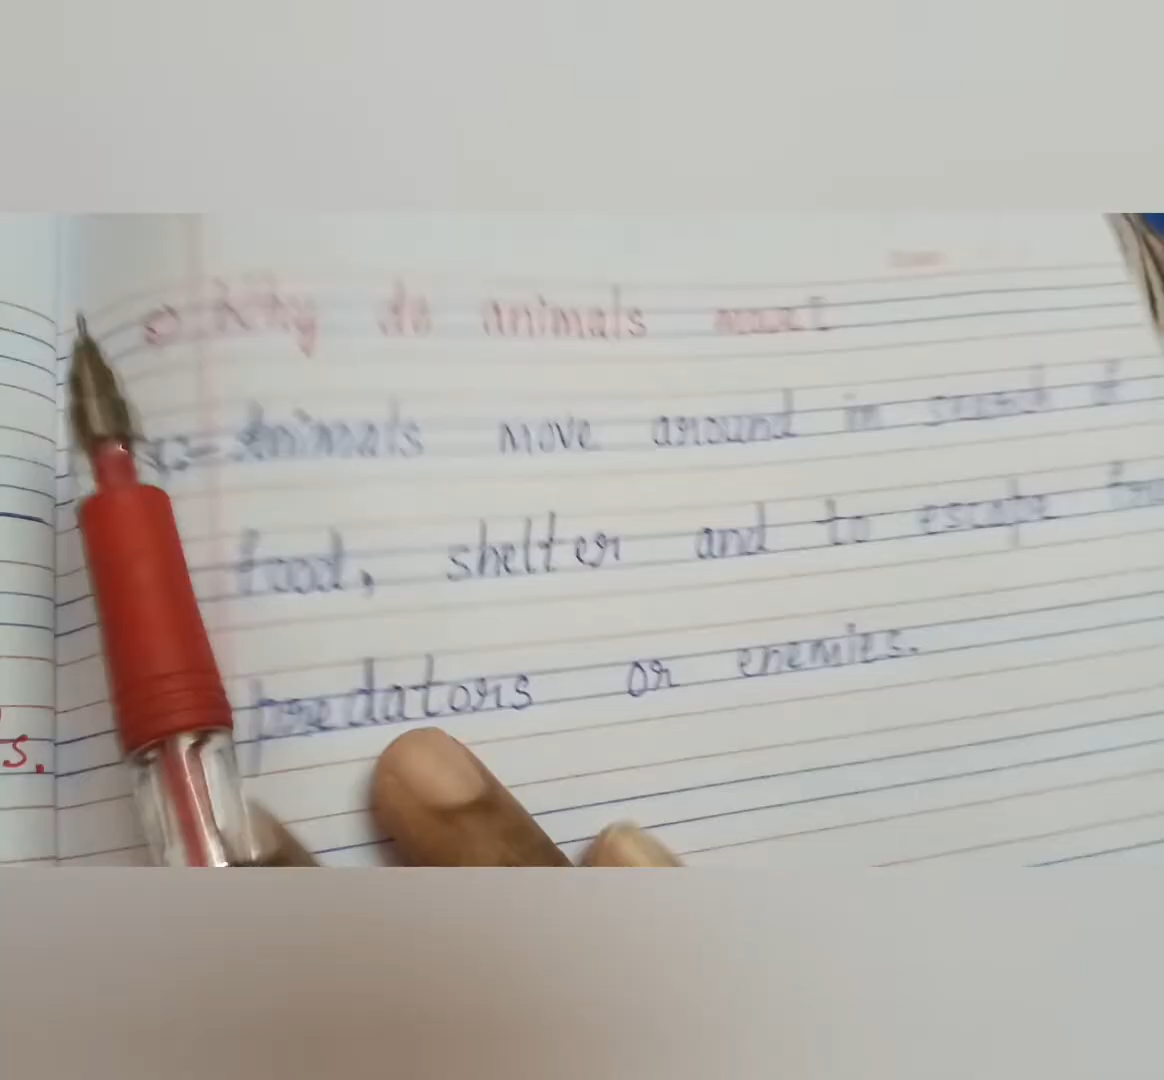 Why do animals move?
Animals move around in search of
food, shelter and to escape from
predators or enemies.
s.